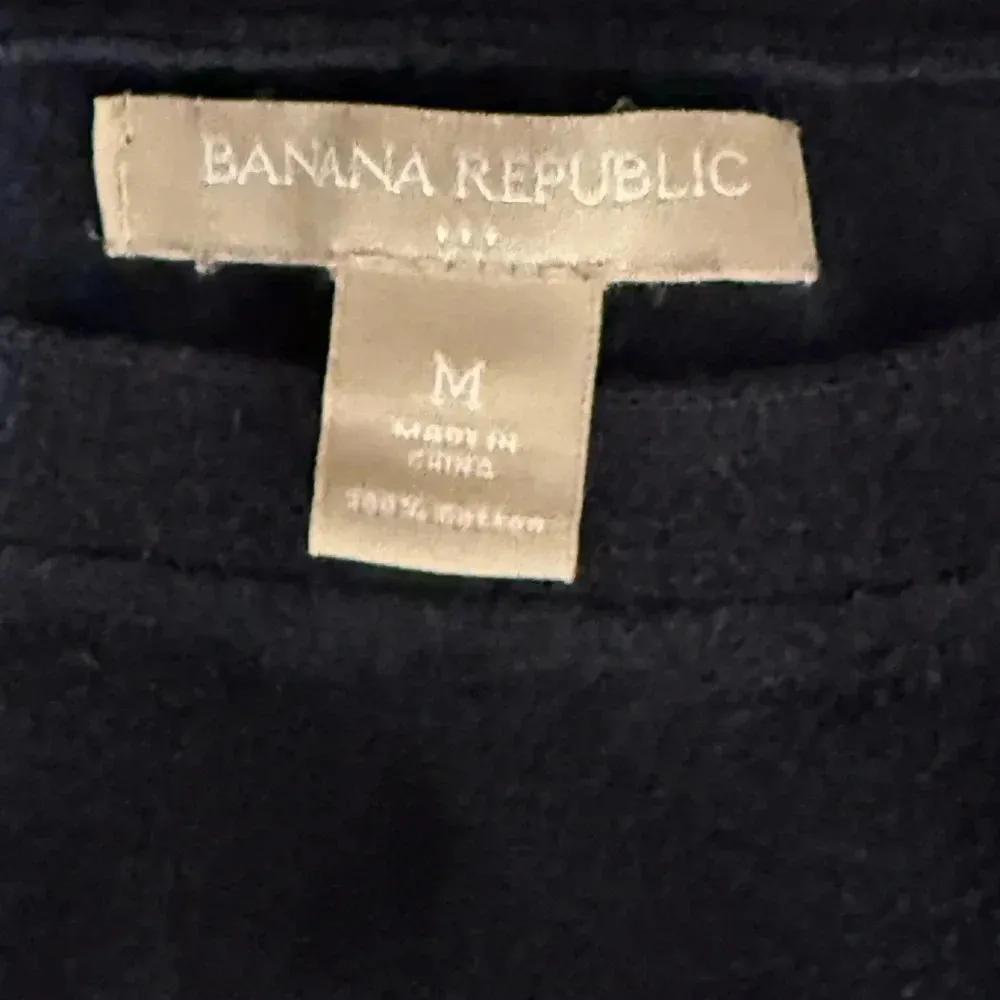 BANANA REPUBLIC
M
MADE IN
CHINA
100% COTTON